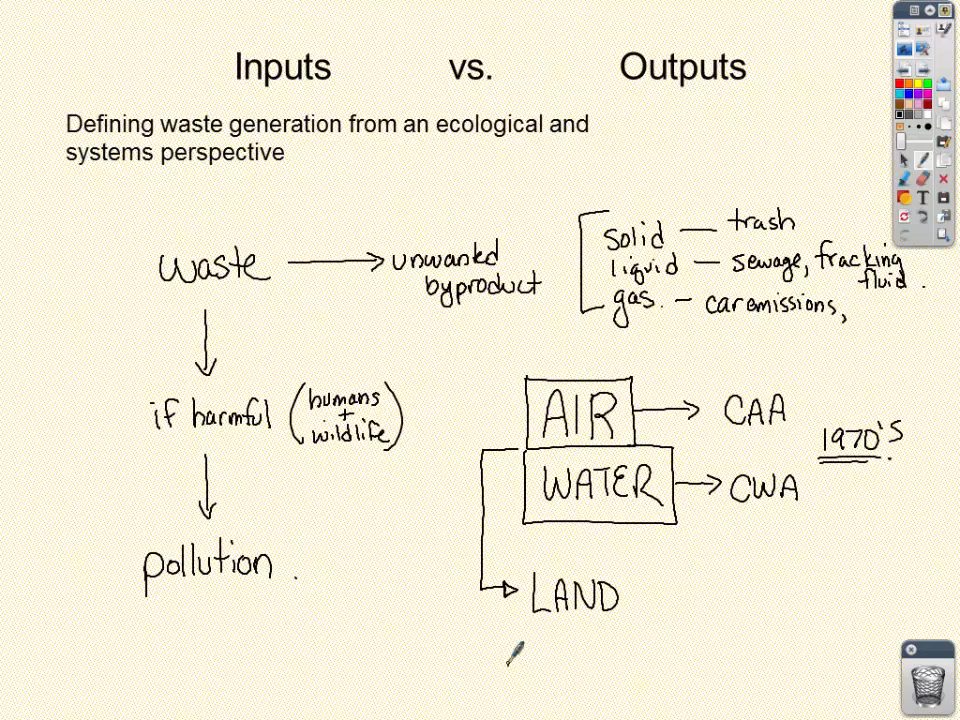 Inputs vs. Outputs
Defining waste generation from an ecological and
systems perspective
waste → unwanted
byproduct
solid — trash
liquid — sewage, fracking
fluid.
gas. — car emissions,
if harmful (humans
+
wildlife)
pollution.
AIR → CAA
1970's.
WATER → CWA
LAND